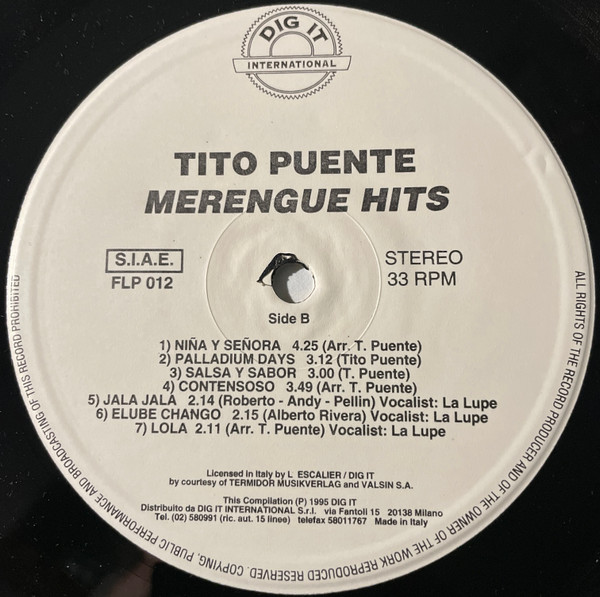 DIG IT
INTERNATIONAL
TITO PUENTE
MERENGUE HITS
S.I.A.E.
FLP 012
STEREO
33 RPM
Side B
1) NIÑA Y SEÑORA 4.25 (Arr. T. Puente)
2) PALLADIUM DAYS 3.12 (Tito Puente)
3) SALSA Y SABOR 3.00 (T. Puente)
4) CONTENSOSO 3.49 (Arr. T. Puente)
5) JALA JALA 2.14 (Roberto - Andy - Pellin) Vocalist: La Lupe
6) ELUBE CHANGO 2.15 (Alberto Rivera) Vocalist: La Lupe
7) LOLA 2.11 (Arr. T. Puente) Vocalist: La Lupe
Licensed in Italy by L' ESCALIER / DIG IT
by courtesy of TERMIDOR MUSIKVERLAG and VALSIN S.A.
This Compilation (P) 1995 DIG IT
Distribuito da DIG IT INTERNATIONAL S.r.l. via Fantoli 15 20138 Milano
Tel. (02) 580991 (ric. aut. 15 linee) telefax 58011767 Made in Italy
ALL RIGHTS OF THE RECORD PRODUCER AND OF THE OWNER OF THE WORK REPRODUCED RESERVED. COPYING, PUBLIC PERFORMANCE AND BROADCASTING OF THIS RECORD PROHIBITED